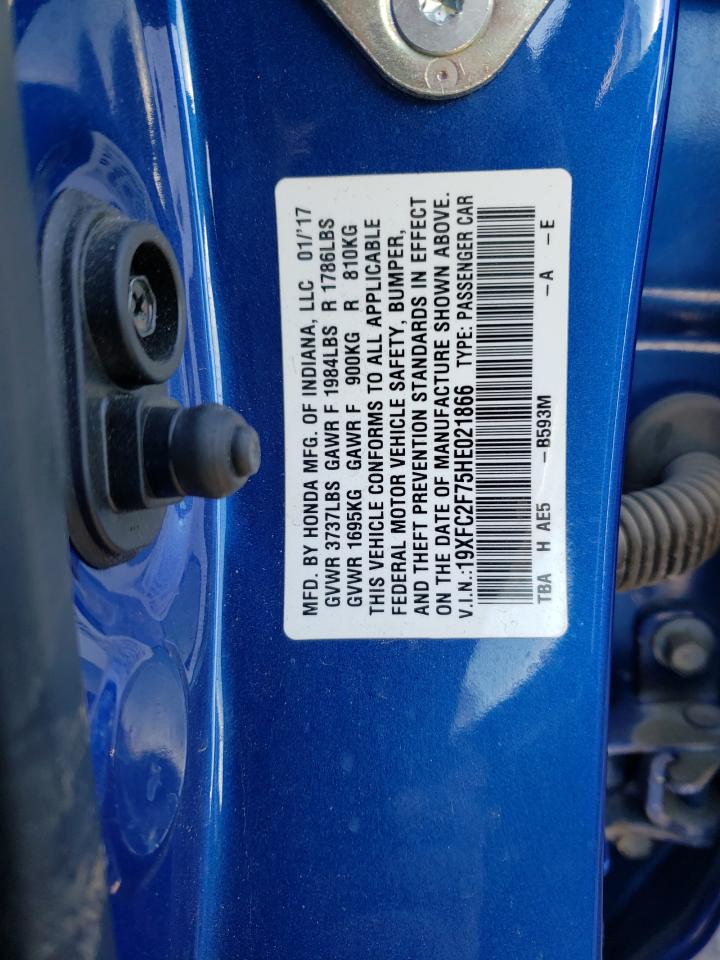 MFD. BY HONDA MFG. OF INDIANA, LLC 01/'17
GVWR 3737LBS GAWR F 1984LBS R 1786LBS
GVWR 1695KG GAWR F 900KG R 810KG
THIS VEHICLE CONFORMS TO ALL APPLICABLE
FEDERAL MOTOR VEHICLE SAFETY, BUMPER,
AND THEFT PREVENTION STANDARDS IN EFFECT
ON THE DATE OF MANUFACTURE SHOWN ABOVE.
V.I.N.:19XFC2F75HE021866 TYPE: PASSENGER CAR
TBA H AE5 –B593M –A –E